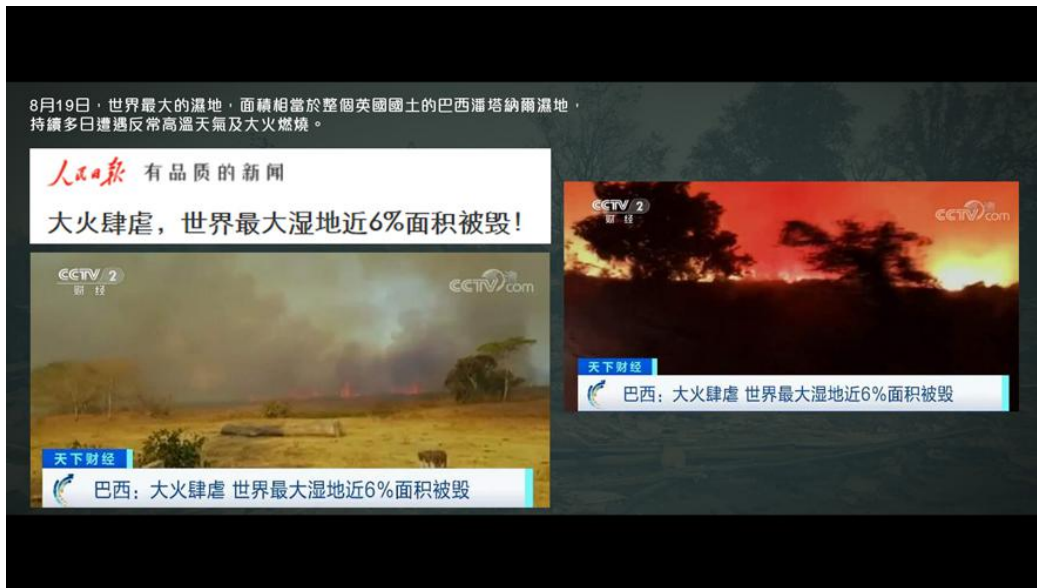 8月19日，世界最大的濕地，面積相當於整個英國國土的巴西潘塔納爾濕地，
持續多日遭遇反常高溫天氣及大火燃燒。
人民日报 有品质的新闻
大火肆虐，世界最大湿地近6%面积被毁！
CCTV 2
财经
CCTV.com
天下财经
巴西：大火肆虐 世界最大湿地近6%面积被毁
CCTV 2
财经
CCTV.com
天下财经
巴西：大火肆虐 世界最大湿地近6%面积被毁